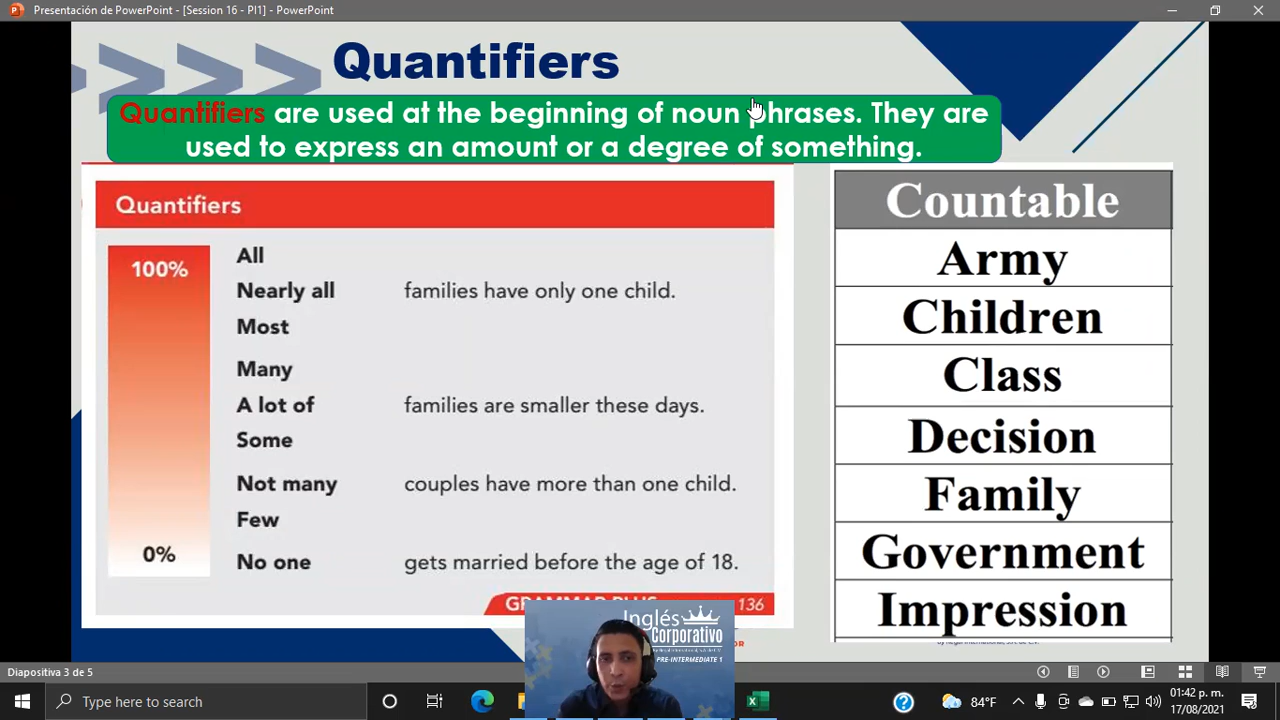 Presentación de PowerPoint - [Session 16 - PI1] - PowerPoint
Quantifiers
Quantifiers are used at the beginning of noun phrases. They are
used to express an amount or a degree of something.
Quantifiers
100%
All
Nearly all families have only one child.
Most
Many
A lot of families are smaller these days.
Some
Not many couples have more than one child.
Few
0%
No one gets married before the age of 18.
GRAMMAR PLUS 136
Countable
Army
Children
Class
Decision
Family
Government
Impression
Inglés
Corporativo
PRE-INTERMEDIATE 1
Diapositiva 3 de 5
Type here to search
84°F
01:42 p. m.
17/08/2021